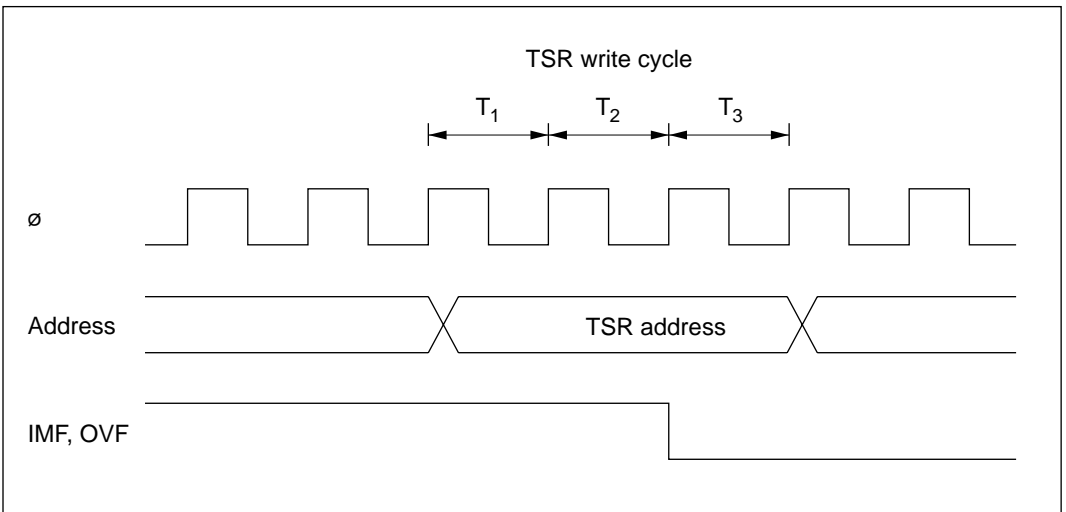 TSR write cycle
T1 T2 T3
ø
Address
TSR address
IMF, OVF